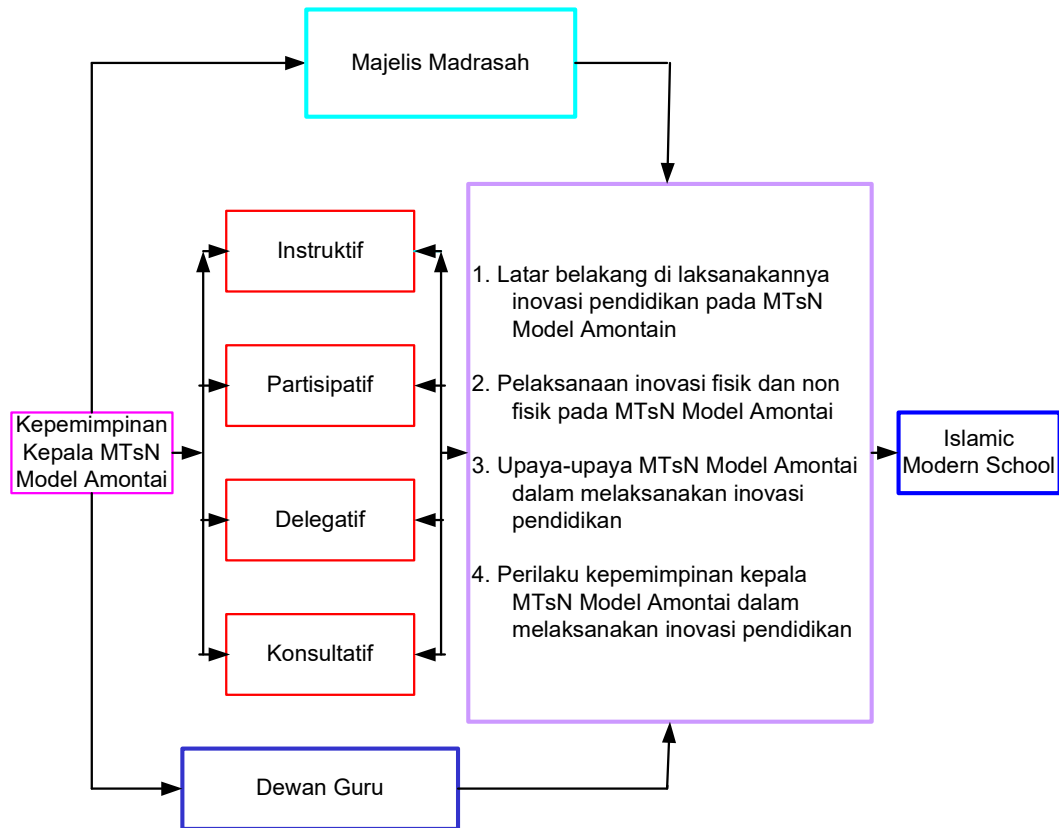 Majelis Madrasah
Instruktif
Partisipatif
Delegatif
Konsultatif
Kepemimpinan
Kepala MTsN
Model Amontai
1. Latar belakang di laksanakannya
inovasi pendidikan pada MTsN
Model Amontain
2. Pelaksanaan inovasi fisik dan non
fisik pada MTsN Model Amontai
3. Upaya-upaya MTsN Model Amontai
dalam melaksanakan inovasi
pendidikan
4. Perilaku kepemimpinan kepala
MTsN Model Amontai dalam
melaksanakan inovasi pendidikan
Islamic
Modern School
Dewan Guru